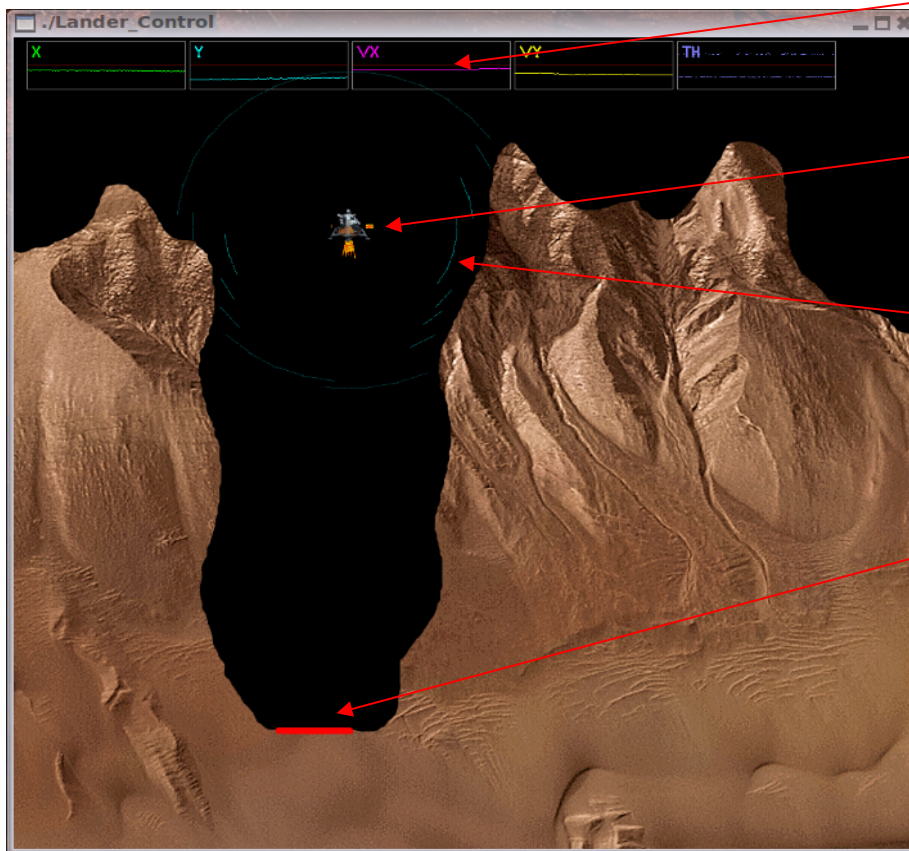 ./Lander_Control
X
Y
VX
VY
TH